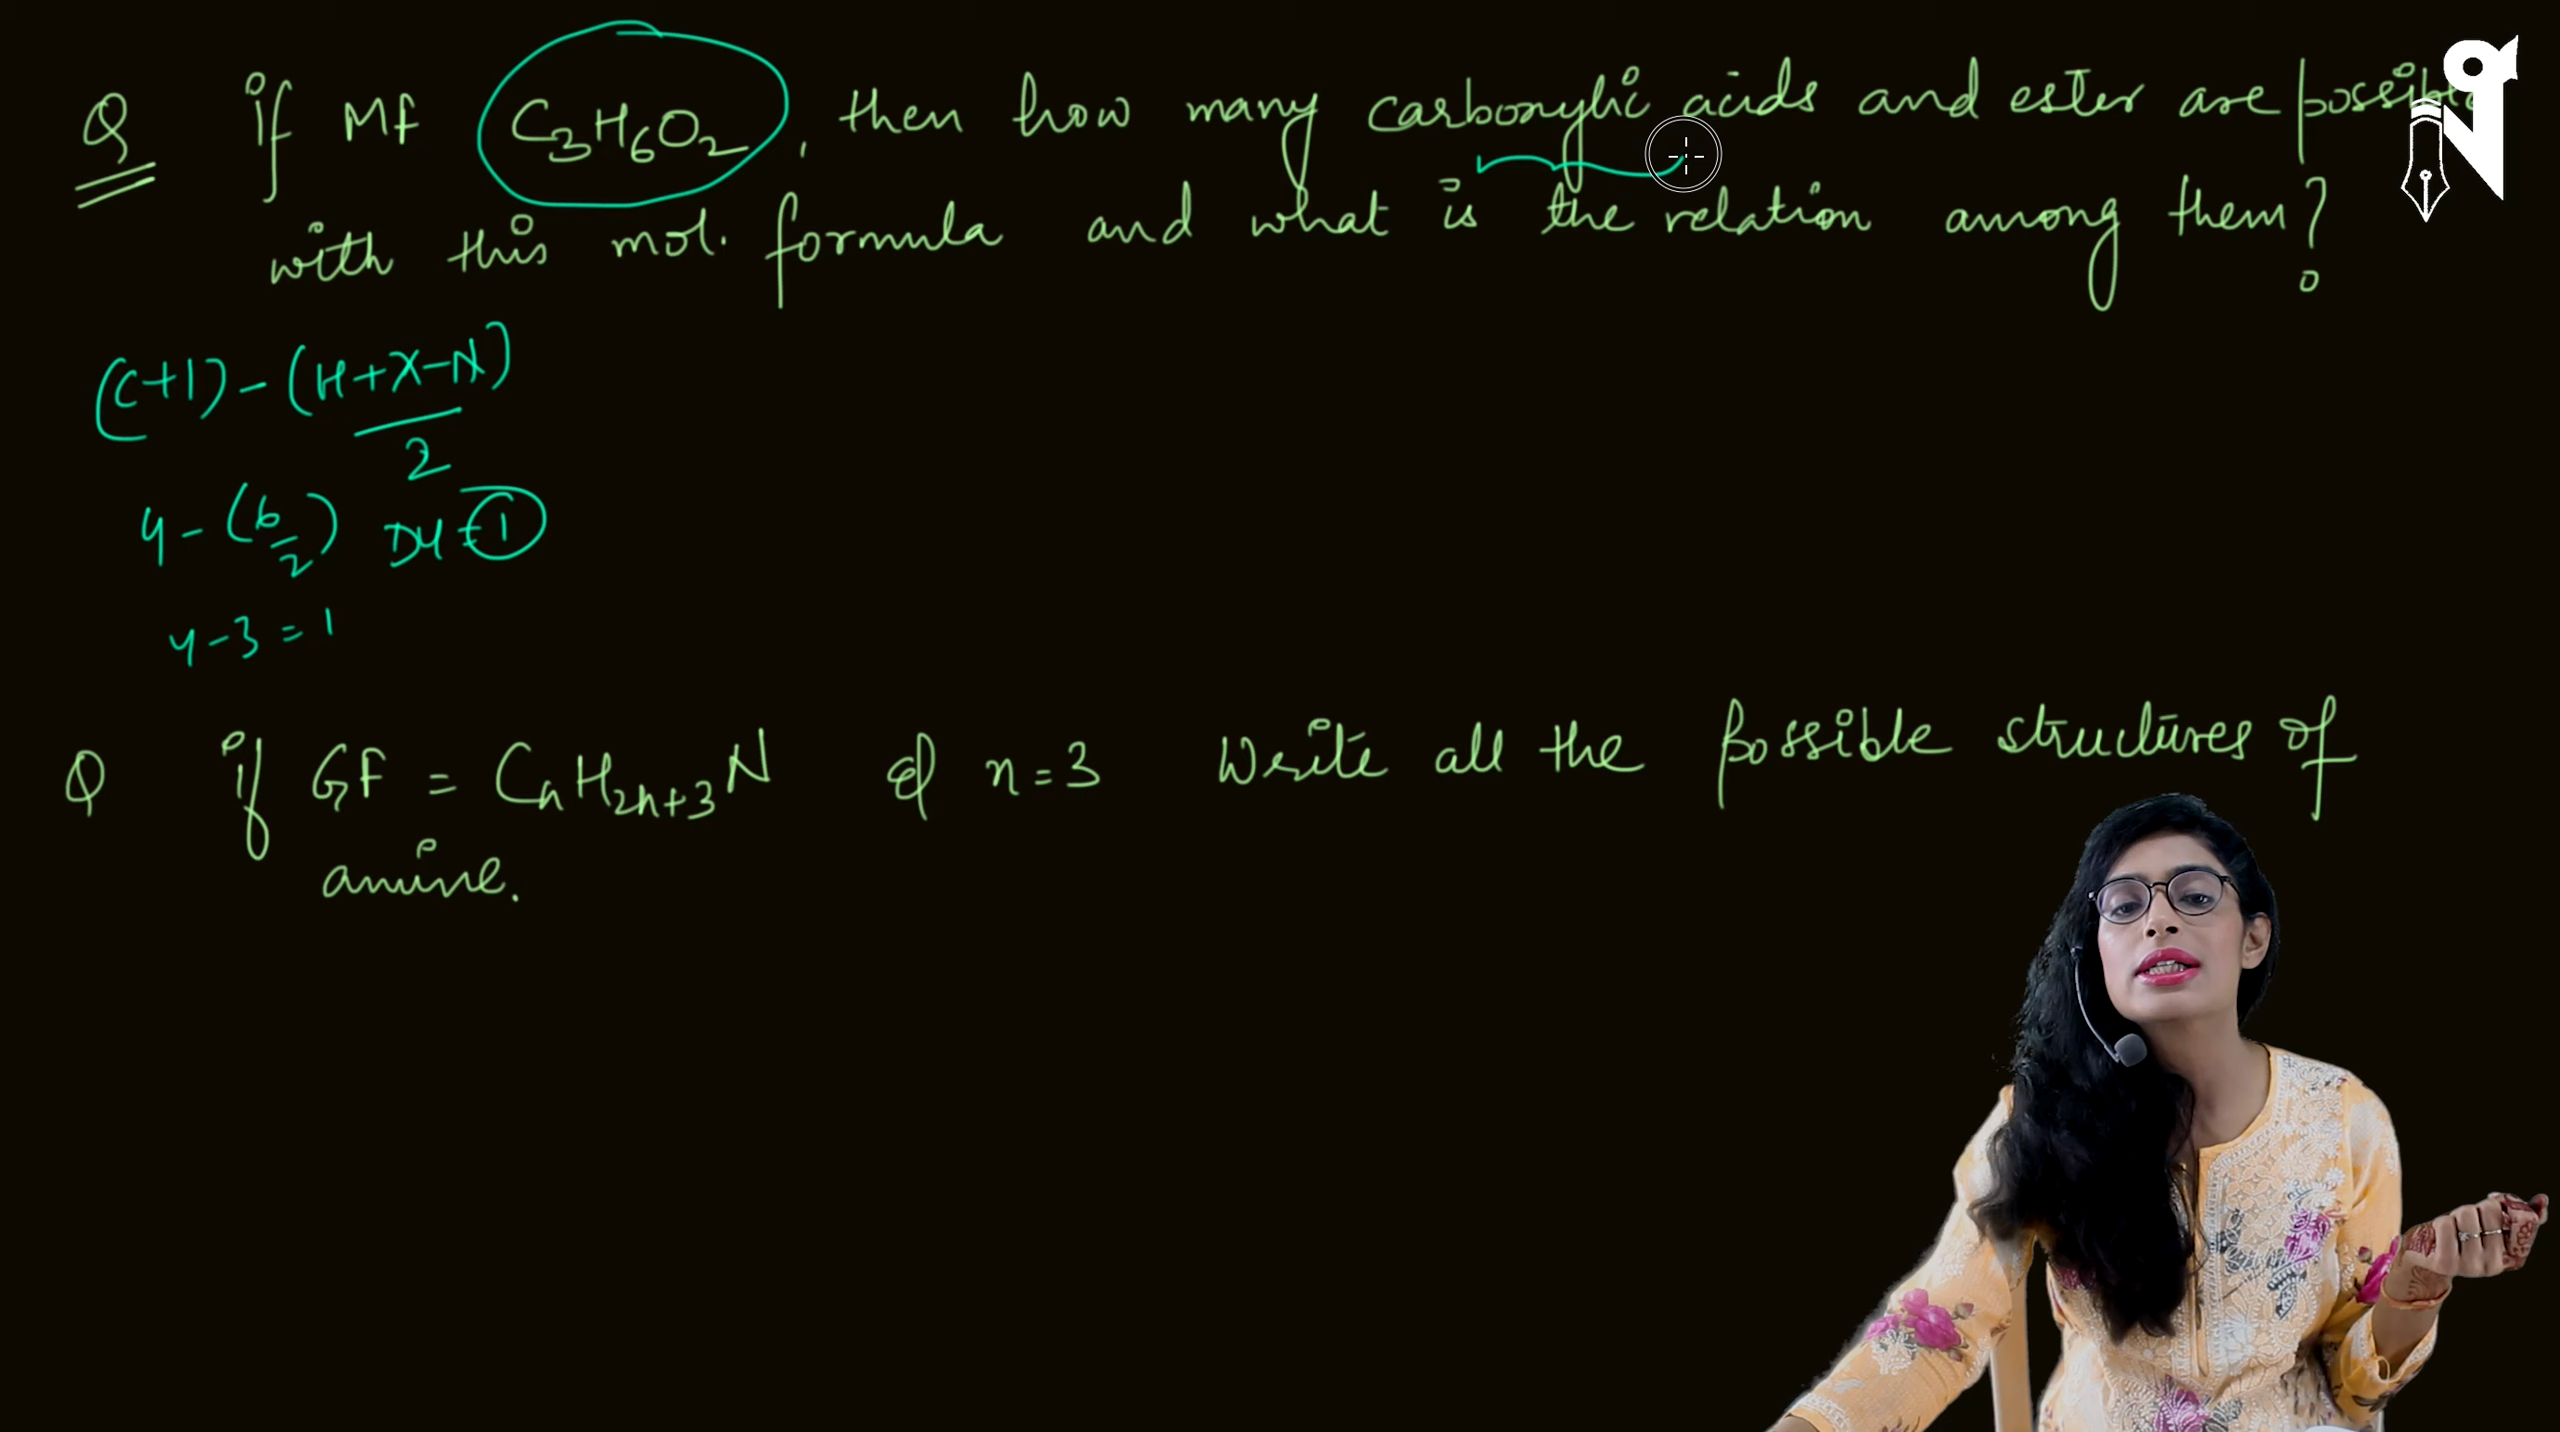 Q If Mf C₃H₆O₂, then how many carboxylic acids and ester are possible
with this mol. formula and what is the relation among them?
(C+1) - (H+X-N)
2
4 - (6/2) DU = 1
4 - 3 = 1
Q if GF = CₙH₂ₙ₊₃N & n=3 Write all the possible structures of
amine.